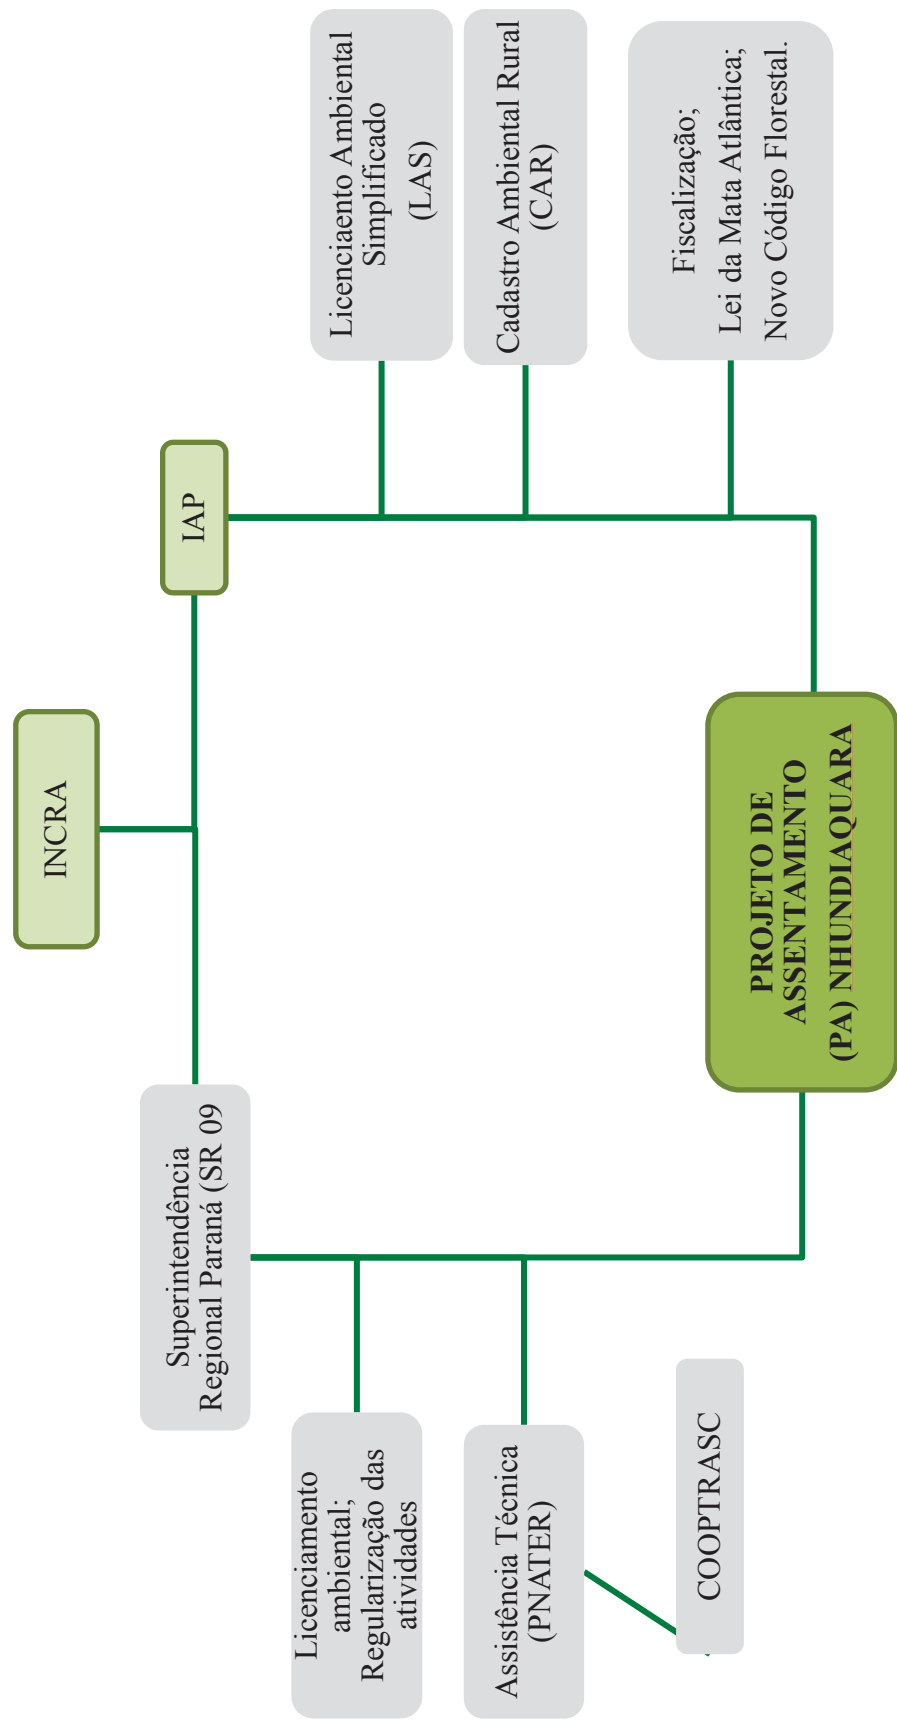 INCRA
Superintendência
Regional Paraná (SR 09
IAP
Licenciamento
ambiental;
Regularização das
atividades
Licenciaento Ambiental
Simplificado
(LAS)
Assistência Técnica
(PNATER)
Cadastro Ambiental Rural
(CAR)
COOPTRASC
PROJETO DE
ASSENTAMENTO
(PA) NHUNDIAQUARA
Fiscalização;
Lei da Mata Atlântica;
Novo Código Florestal.